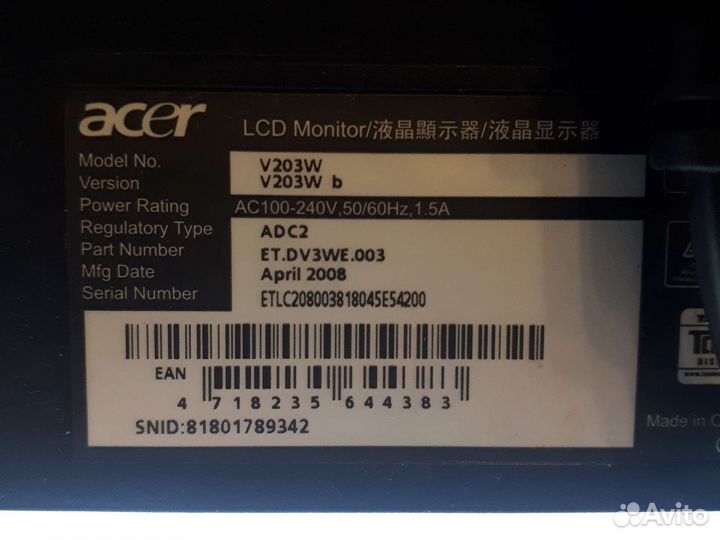 acer LCD Monitor/液晶顯示器/液晶显示器
Model No. V203W
Version V203W b
Power Rating AC100-240V,50/60Hz,1.5A
Regulatory Type ADC2
Part Number ET.DV3WE.003
Mfg Date April 2008
Serial Number ETLC208003818045E54200
EAN
4 718235 644383
SNID:81801789342
Made in
Avito